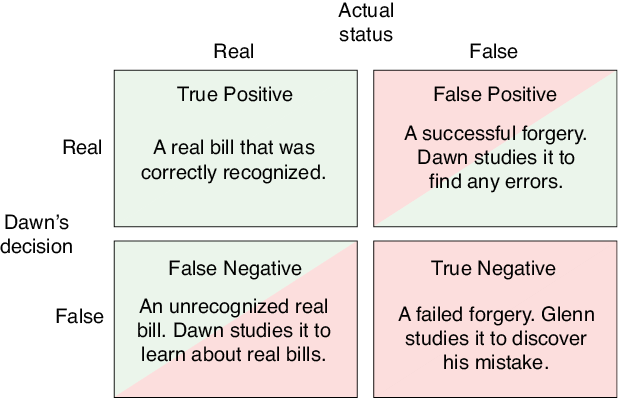 Actual
status
Real
False
Real
True Positive
A real bill that was
correctly recognized.
False Positive
A successful forgery.
Dawn studies it to
find any errors.
Dawn's
decision
False
False Negative
An unrecognized real
bill. Dawn studies it to
learn about real bills.
True Negative
A failed forgery. Glenn
studies it to discover
his mistake.